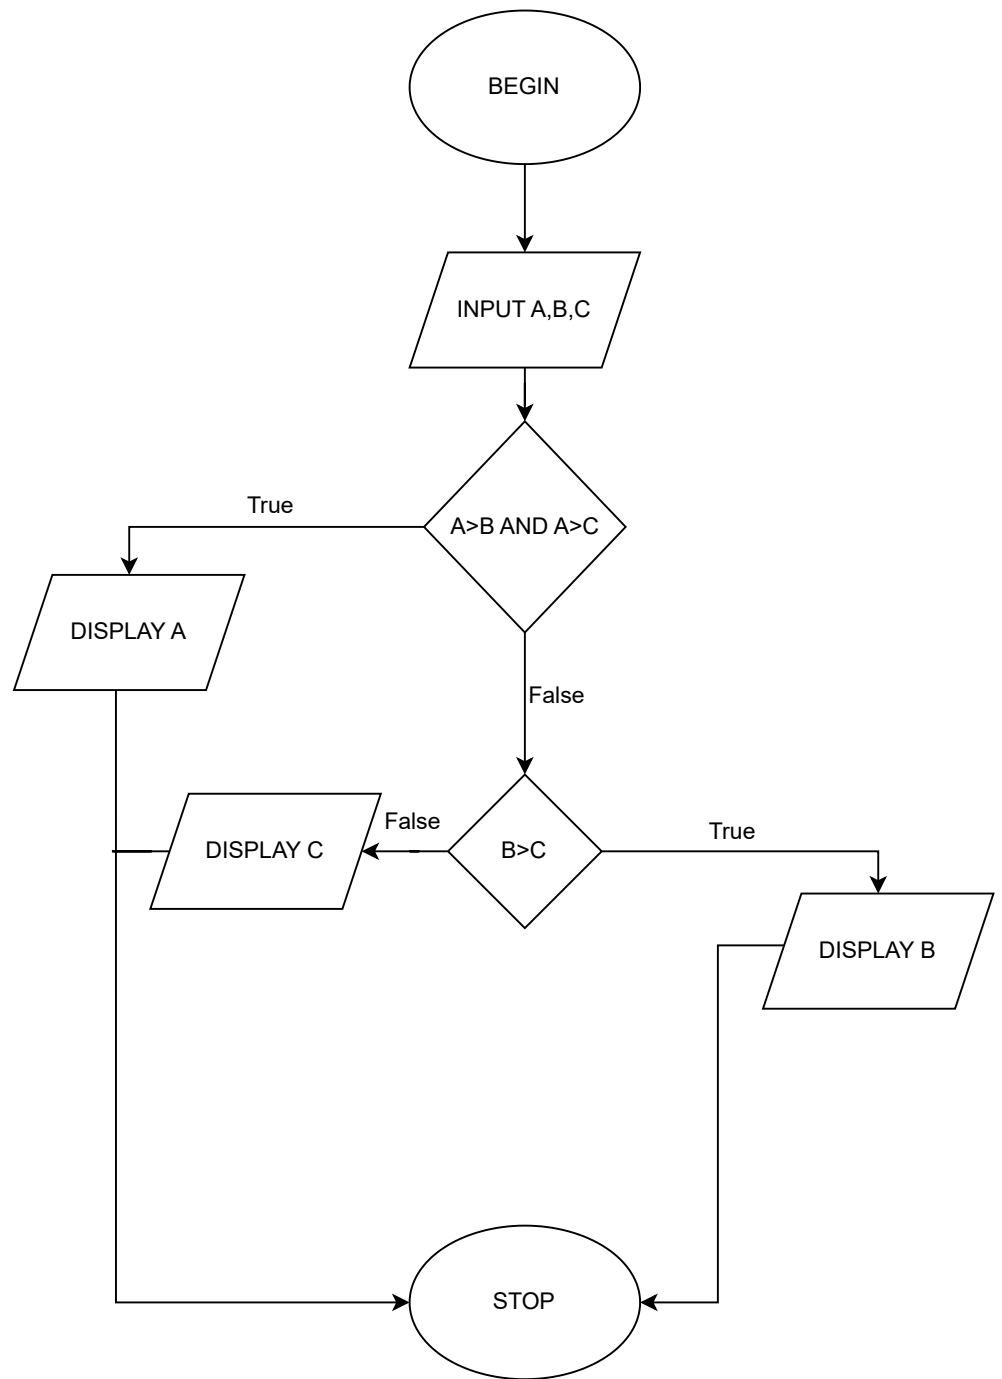 BEGIN
INPUT A,B,C
True
A>B AND A>C
DISPLAY A
False
DISPLAY C
False
B>C
True
DISPLAY B
STOP